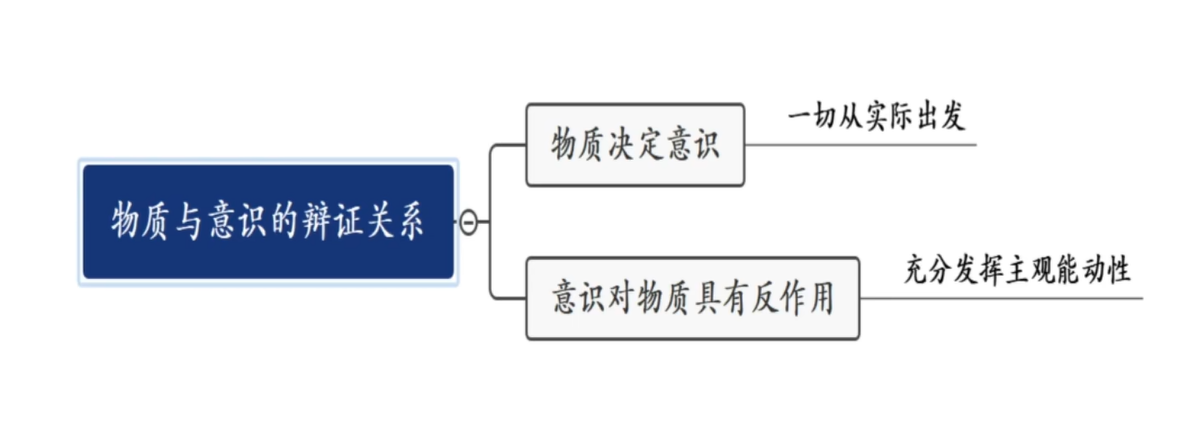 物质与意识的辩证关系
物质决定意识
一切从实际出发
意识对物质具有反作用
充分发挥主观能动性